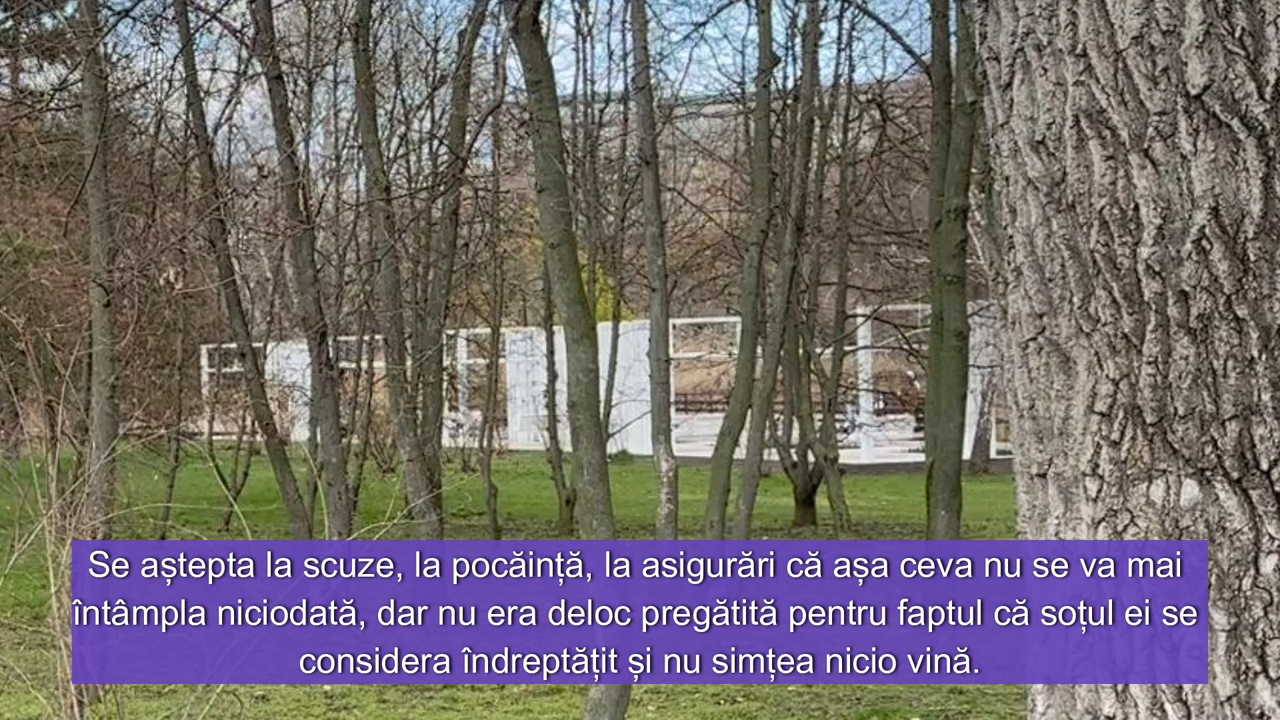 Se aștepta la scuze, la pocăință, la asigurări că așa ceva nu se va mai
întâmpla niciodată, dar nu era deloc pregătită pentru faptul că soțul ei se
considera îndreptățit și nu simțea nicio vină.